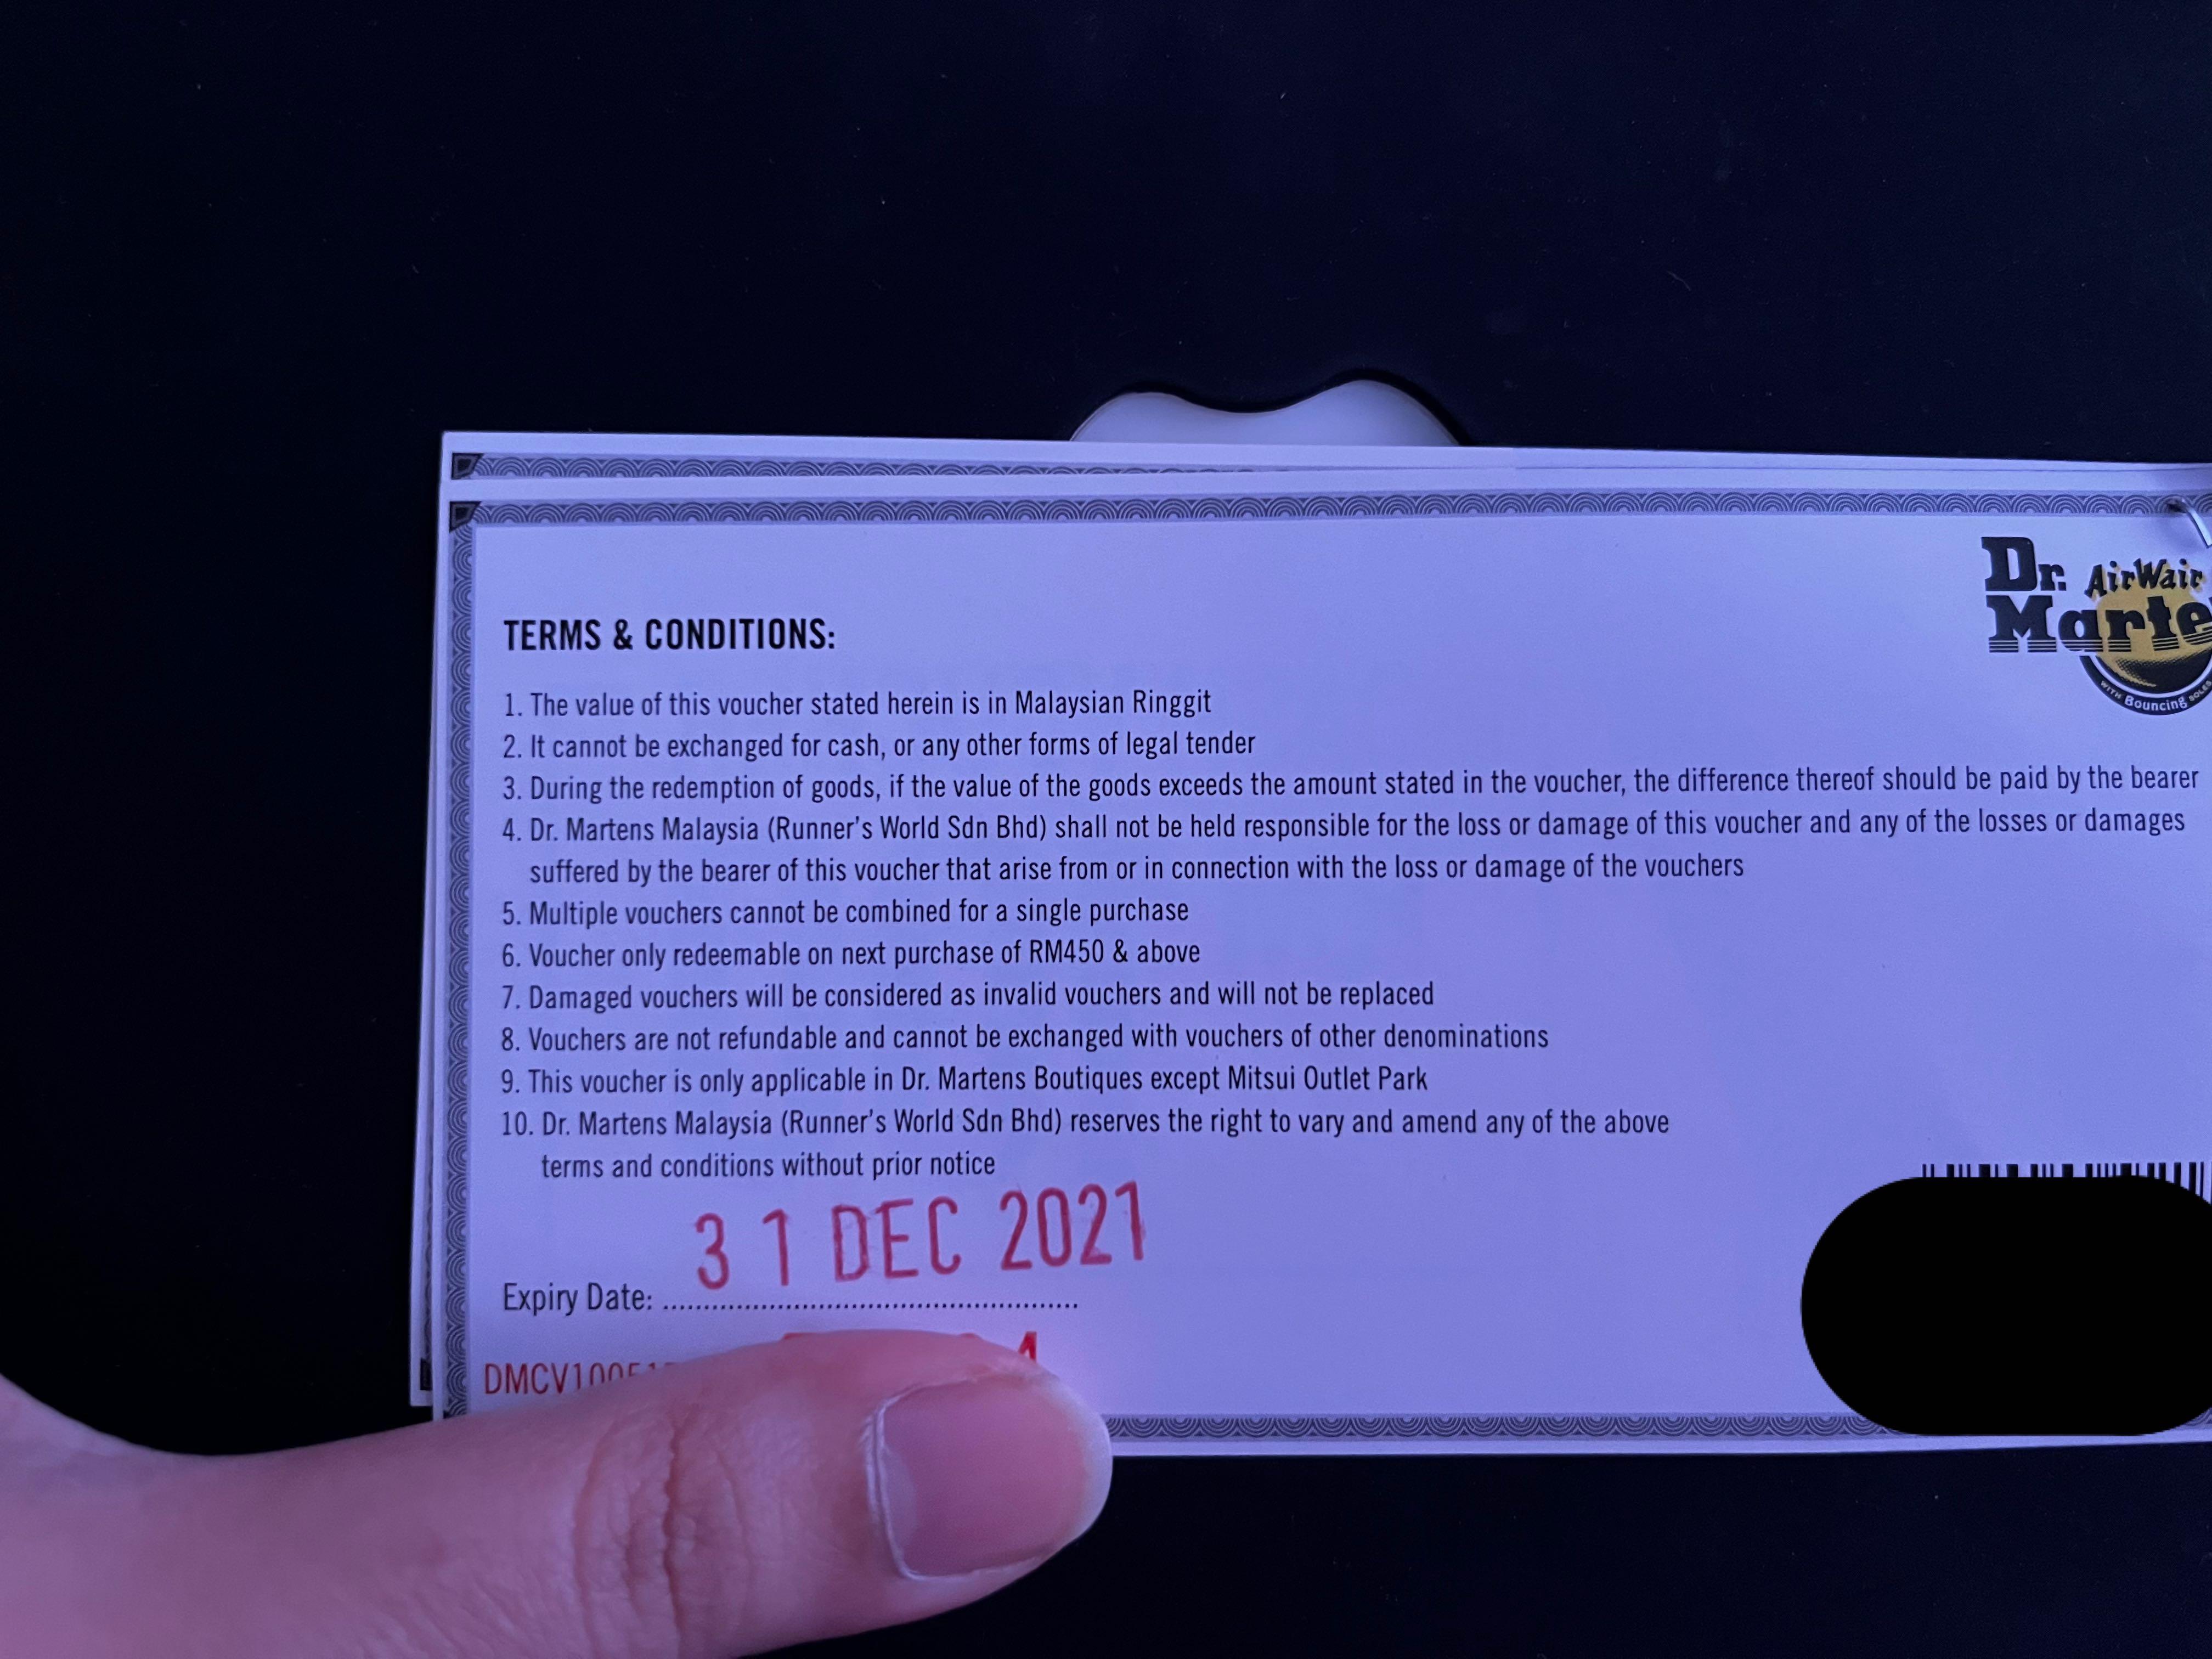 Dr. AirWair
Marte
WITH Bouncing SOLES
TERMS & CONDITIONS:
1. The value of this voucher stated herein is in Malaysian Ringgit
2. It cannot be exchanged for cash, or any other forms of legal tender
3. During the redemption of goods, if the value of the goods exceeds the amount stated in the voucher, the difference thereof should be paid by the bearer
4. Dr. Martens Malaysia (Runner's World Sdn Bhd) shall not be held responsible for the loss or damage of this voucher and any of the losses or damages
suffered by the bearer of this voucher that arise from or in connection with the loss or damage of the vouchers
5. Multiple vouchers cannot be combined for a single purchase
6. Voucher only redeemable on next purchase of RM450 & above
7. Damaged vouchers will be considered as invalid vouchers and will not be replaced
8. Vouchers are not refundable and cannot be exchanged with vouchers of other denominations
9. This voucher is only applicable in Dr. Martens Boutiques except Mitsui Outlet Park
10. Dr. Martens Malaysia (Runner's World Sdn Bhd) reserves the right to vary and amend any of the above
terms and conditions without prior notice
31 DEC 2021
Expiry Date: